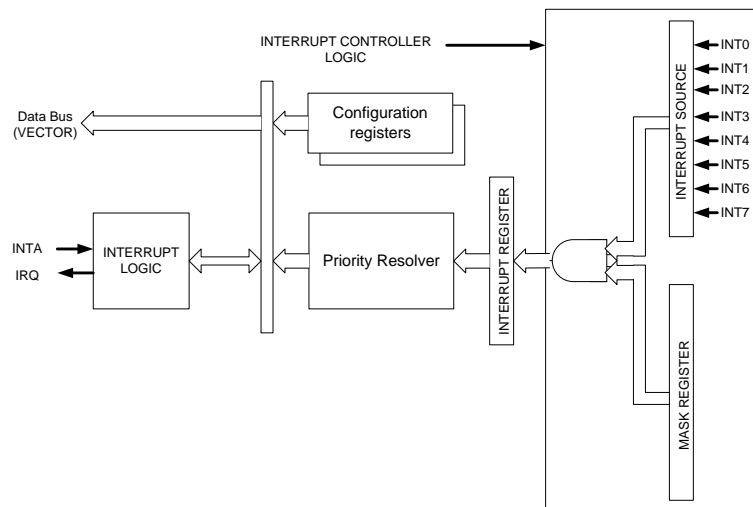 INTERRUPT CONTROLLER
LOGIC
INTERRUPT SOURCE
INT0
INT1
INT2
INT3
INT4
INT5
INT6
INT7
Data Bus
(VECTOR)
Configuration
registers
INTERRUPT REGISTER
INTA
IRQ
INTERRUPT
LOGIC
Priority Resolver
MASK REGISTER